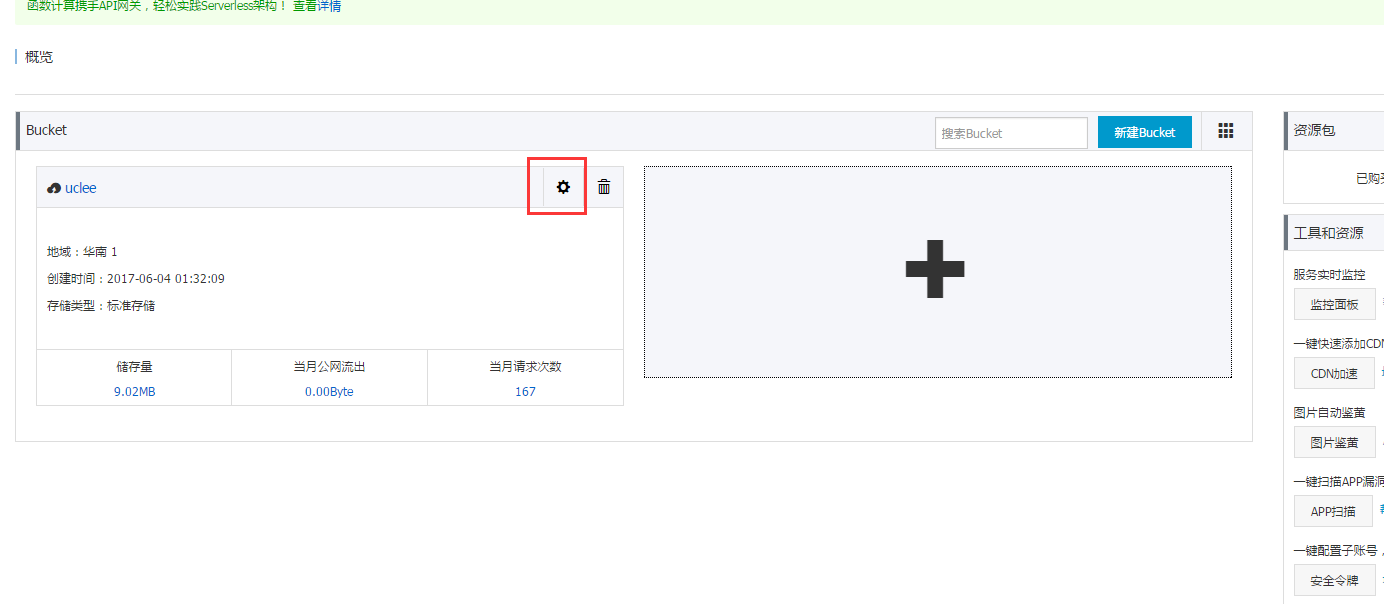 函数计算携手API网关，轻松实践Serverless架构！ 查看详情
概览
Bucket
搜索Bucket
新建Bucket
uclee
地域：华南 1
创建时间：2017-06-04 01:32:09
存储类型：标准存储
储存量
当月公网流出
当月请求次数
9.02MB
0.00Byte
167
资源包
已购买
工具和资源
服务实时监控
监控面板
一键快速添加CDN
CDN加速
图片自动鉴黄
图片鉴黄
一键扫描APP漏洞
APP扫描
一键配置子账号，
安全令牌